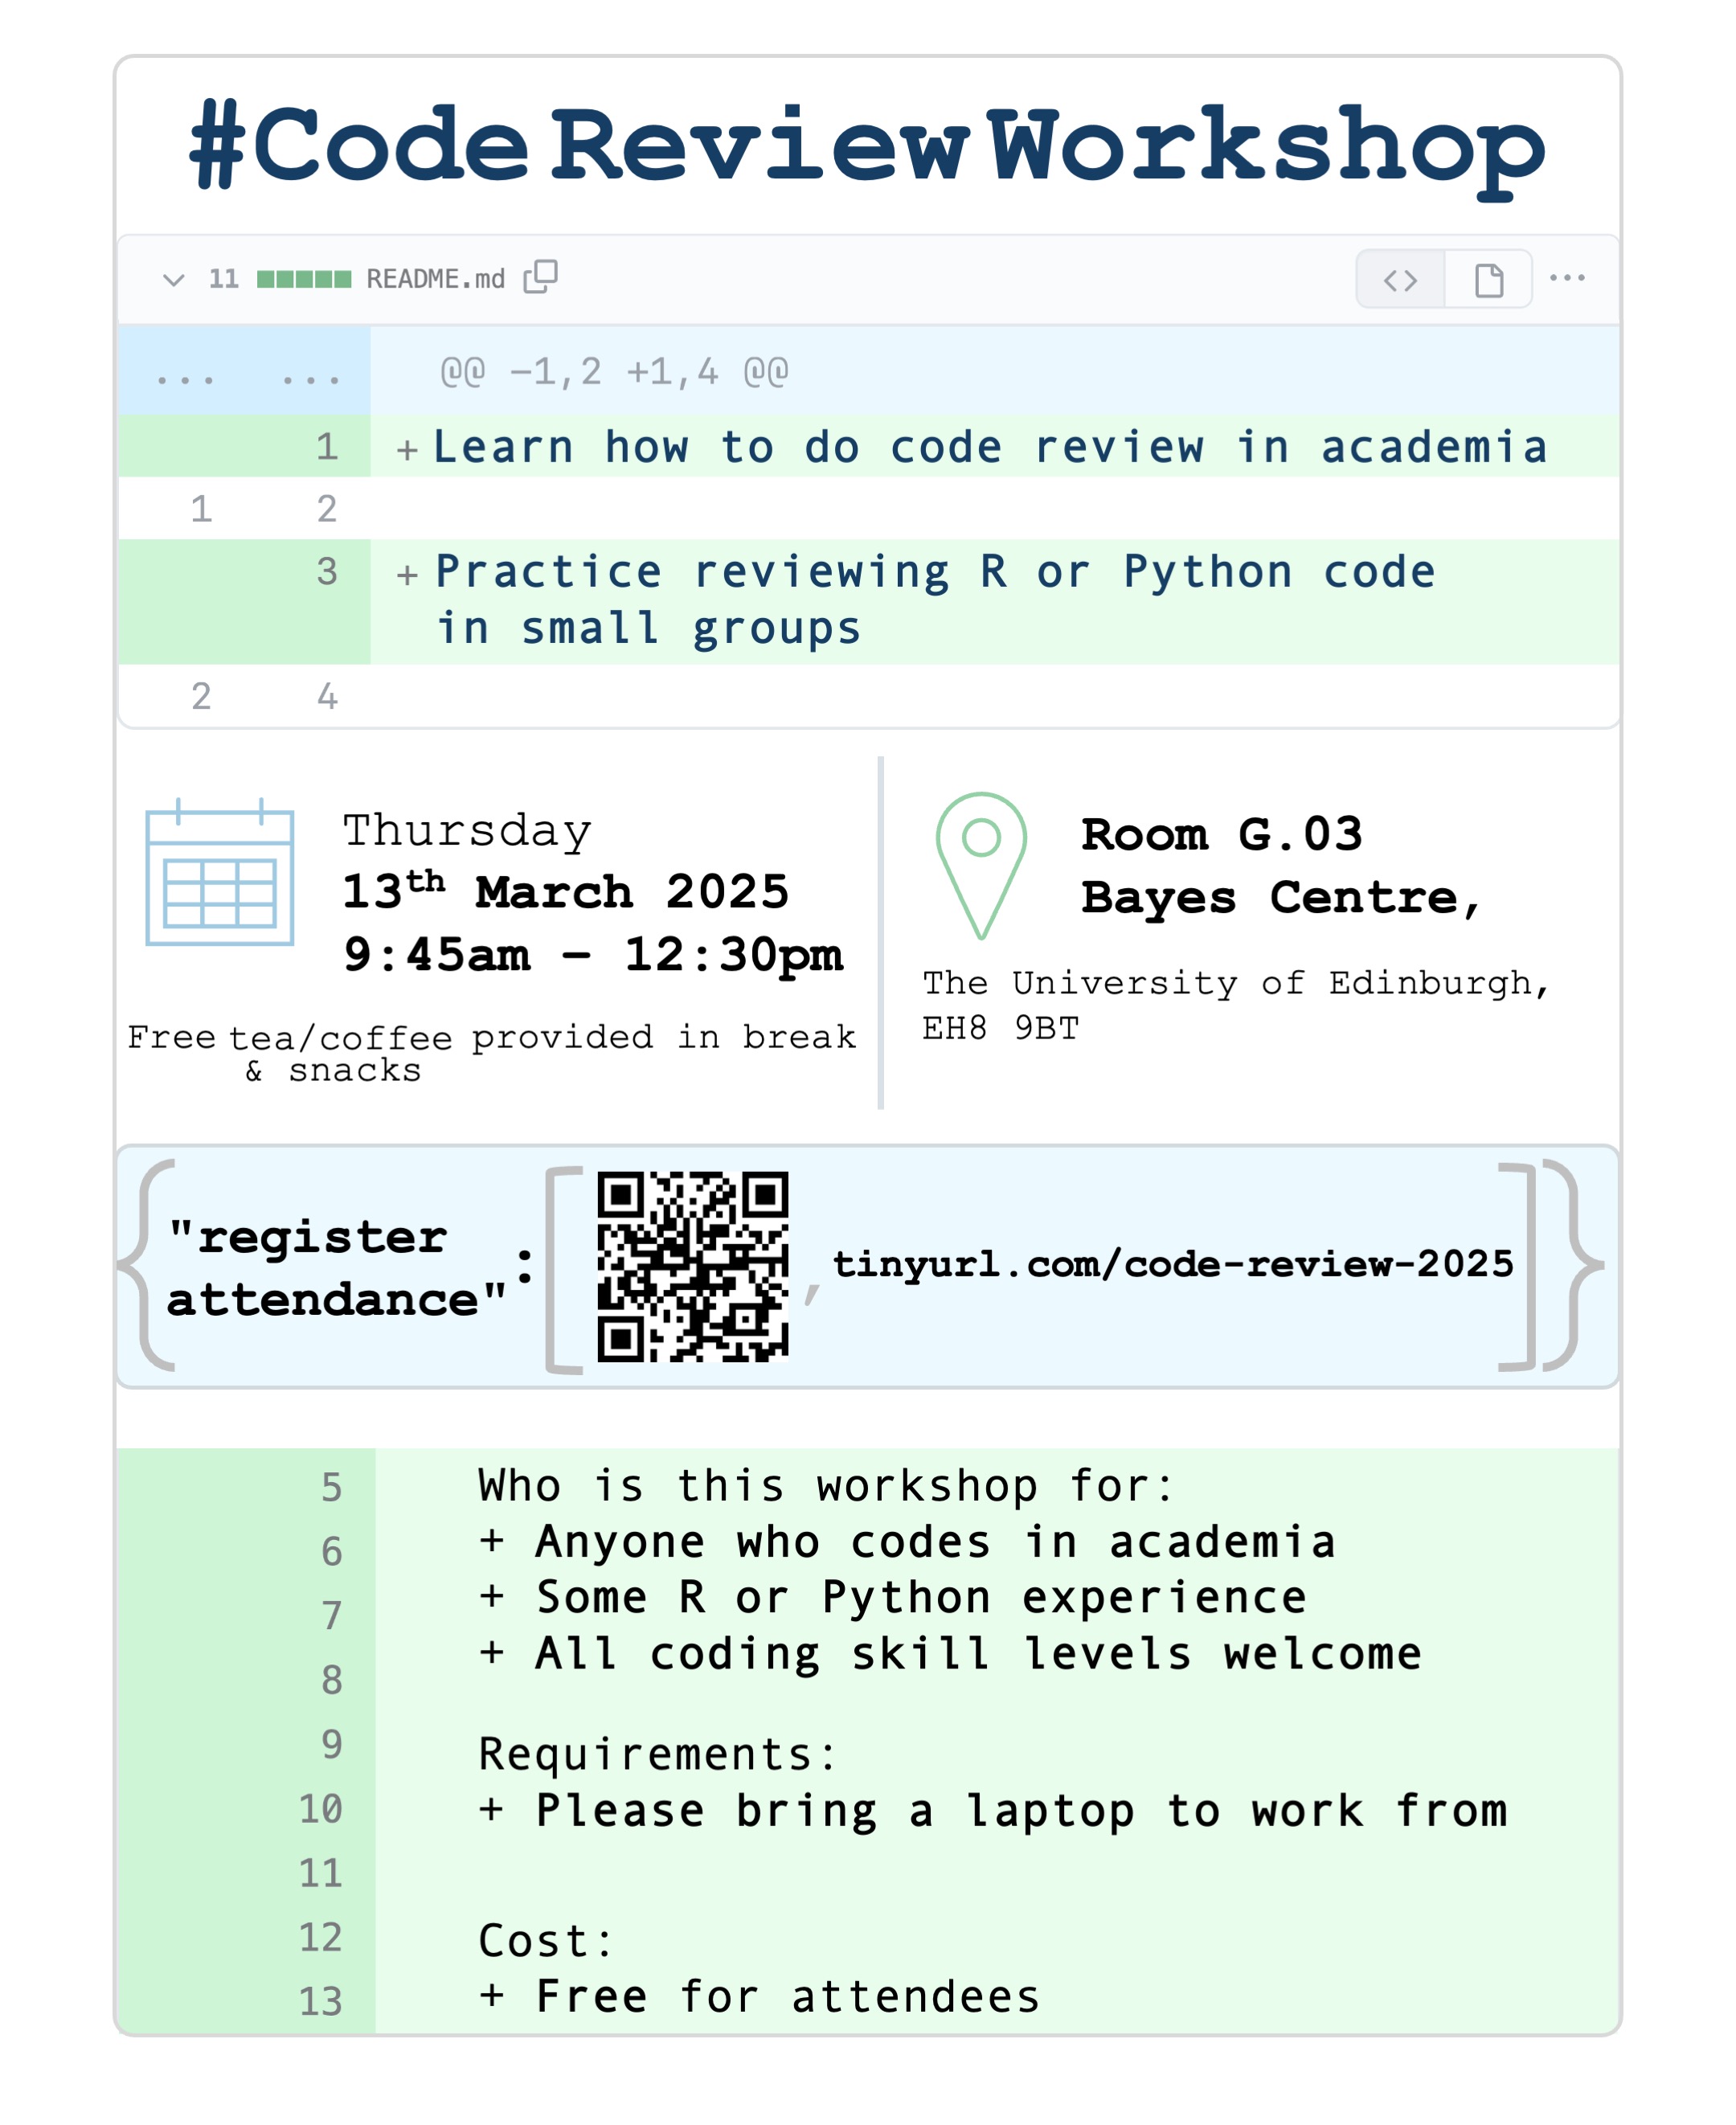 #CodeReviewWorkshop
11 README.md
... ... @@ −1,2 +1,4 @@
1 + Learn how to do code review in academia
1 2
3 + Practice reviewing R or Python code
in small groups
2 4
Thursday
13th March 2025
9:45am – 12:30pm
Free tea/coffee provided in break
& snacks
Room G.03
Bayes Centre,
The University of Edinburgh,
EH8 9BT
{ "register
attendance" : [ , tinyurl.com/code-review-2025 ] }
5 Who is this workshop for:
6 + Anyone who codes in academia
7 + Some R or Python experience
8 + All coding skill levels welcome
9 Requirements:
10 + Please bring a laptop to work from
11
12 Cost:
13 + Free for attendees